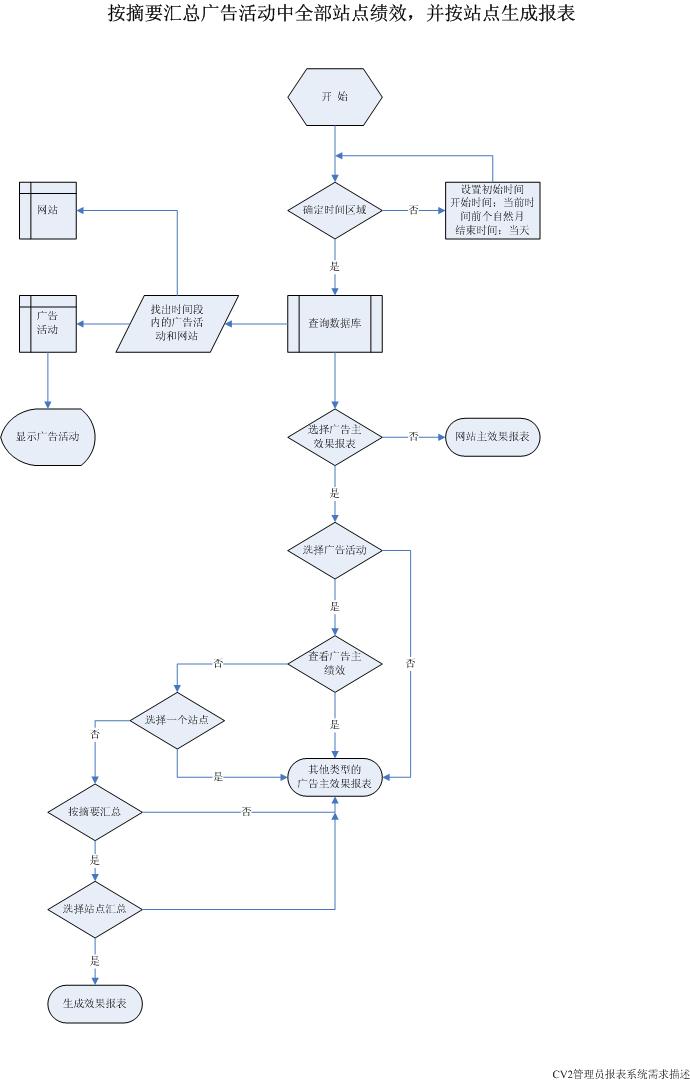 按摘要汇总广告活动中全部站点绩效，并按站点生成报表
开 始
网站
确定时间区域
否
设置初始时间
开始时间：当前时
间前个自然月
结束时间：当天
是
广告
活动
找出时间段
内的广告活
动和网站
查询数据库
显示广告活动
选择广告主
效果报表
否
网站主效果报表
是
选择广告活动
是
查看广告主
绩效
否
否
选择一个站点
是
否
是
其他类型的
广告主效果报表
按摘要汇总
否
是
选择站点汇总
是
生成效果报表
CV2管理员报表系统需求描述